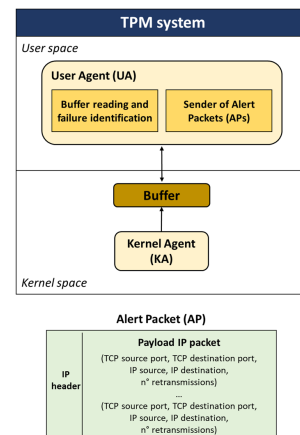 TPM system
User space
User Agent (UA)
Buffer reading and
failure identification
Sender of Alert
Packets (APs)
Buffer
Kernel Agent
(KA)
Kernel space
Alert Packet (AP)
IP
header
Payload IP packet
(TCP source port, TCP destination port,
IP source, IP destination,
n° retransmissions)
...
(TCP source port, TCP destination port,
IP source, IP destination,
n° retransmissions)